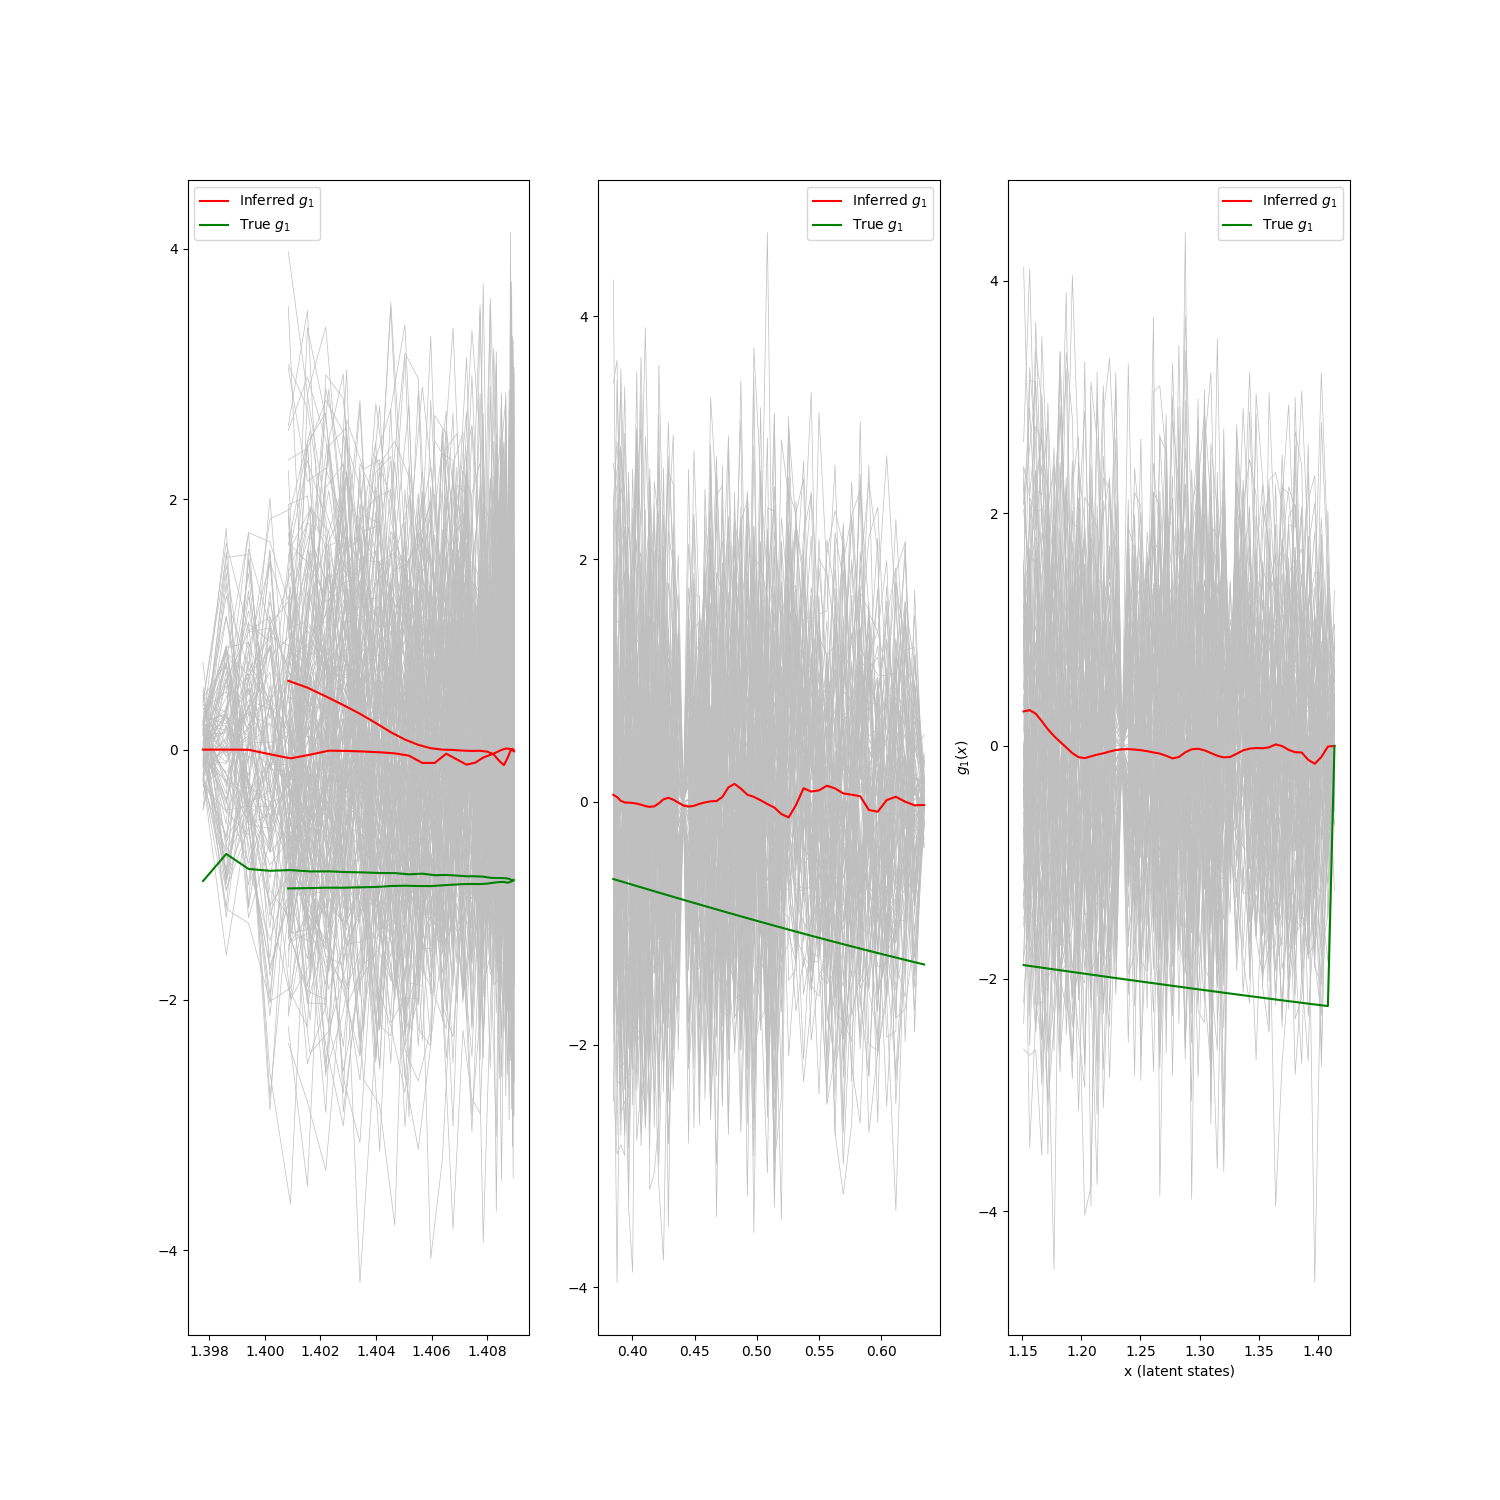 Inferred g₁
True g₁
4
2
0
−2
−4
1.398 1.400 1.402 1.404 1.406 1.408
Inferred g₁
True g₁
4
2
0
−2
−4
0.40 0.45 0.50 0.55 0.60
Inferred g₁
True g₁
g₁(x)
4
2
0
−2
−4
1.15 1.20 1.25 1.30 1.35 1.40
x (latent states)